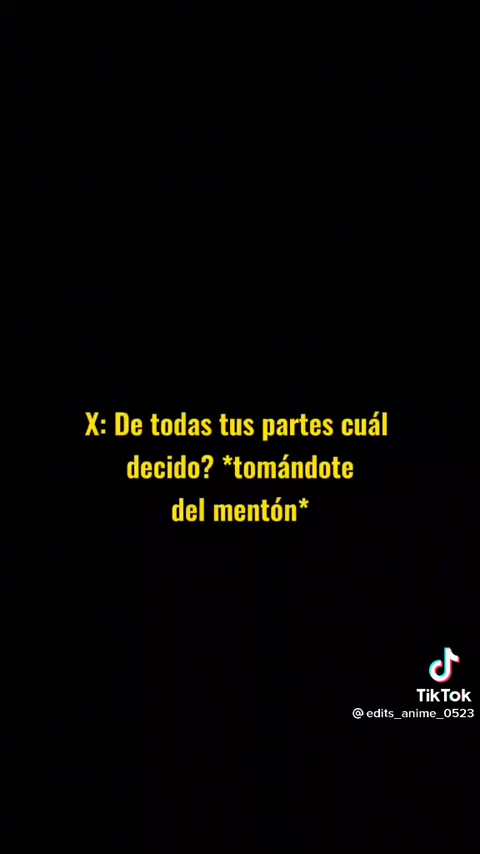 X: De todas tus partes cuál
decido? *tomándote
del mentón*
TikTok
@edits_anime_0523